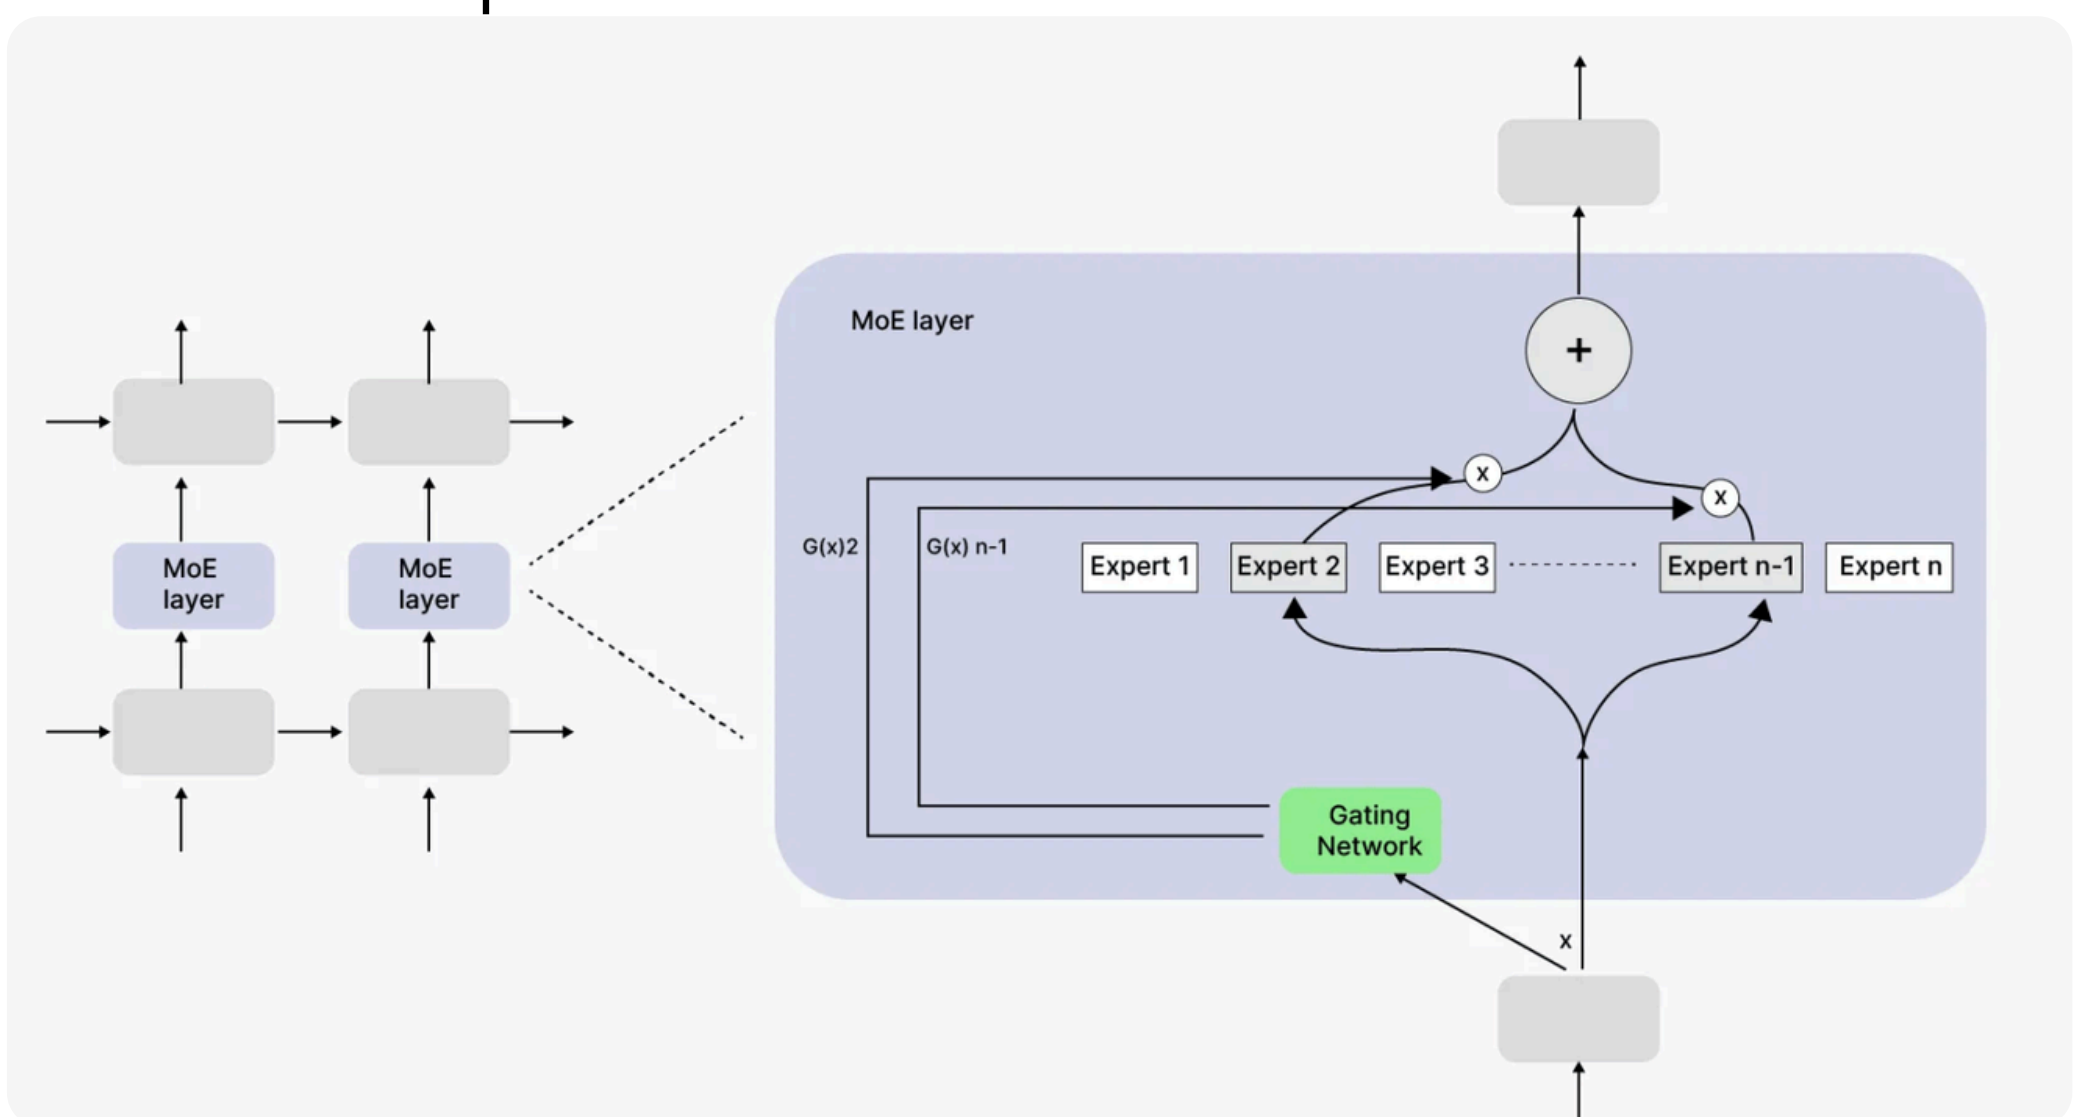 MoE
layer
MoE
layer
MoE layer
+
x
x
G(x)2
G(x) n-1
Expert 1
Expert 2
Expert 3
Expert n-1
Expert n
Gating
Network
x